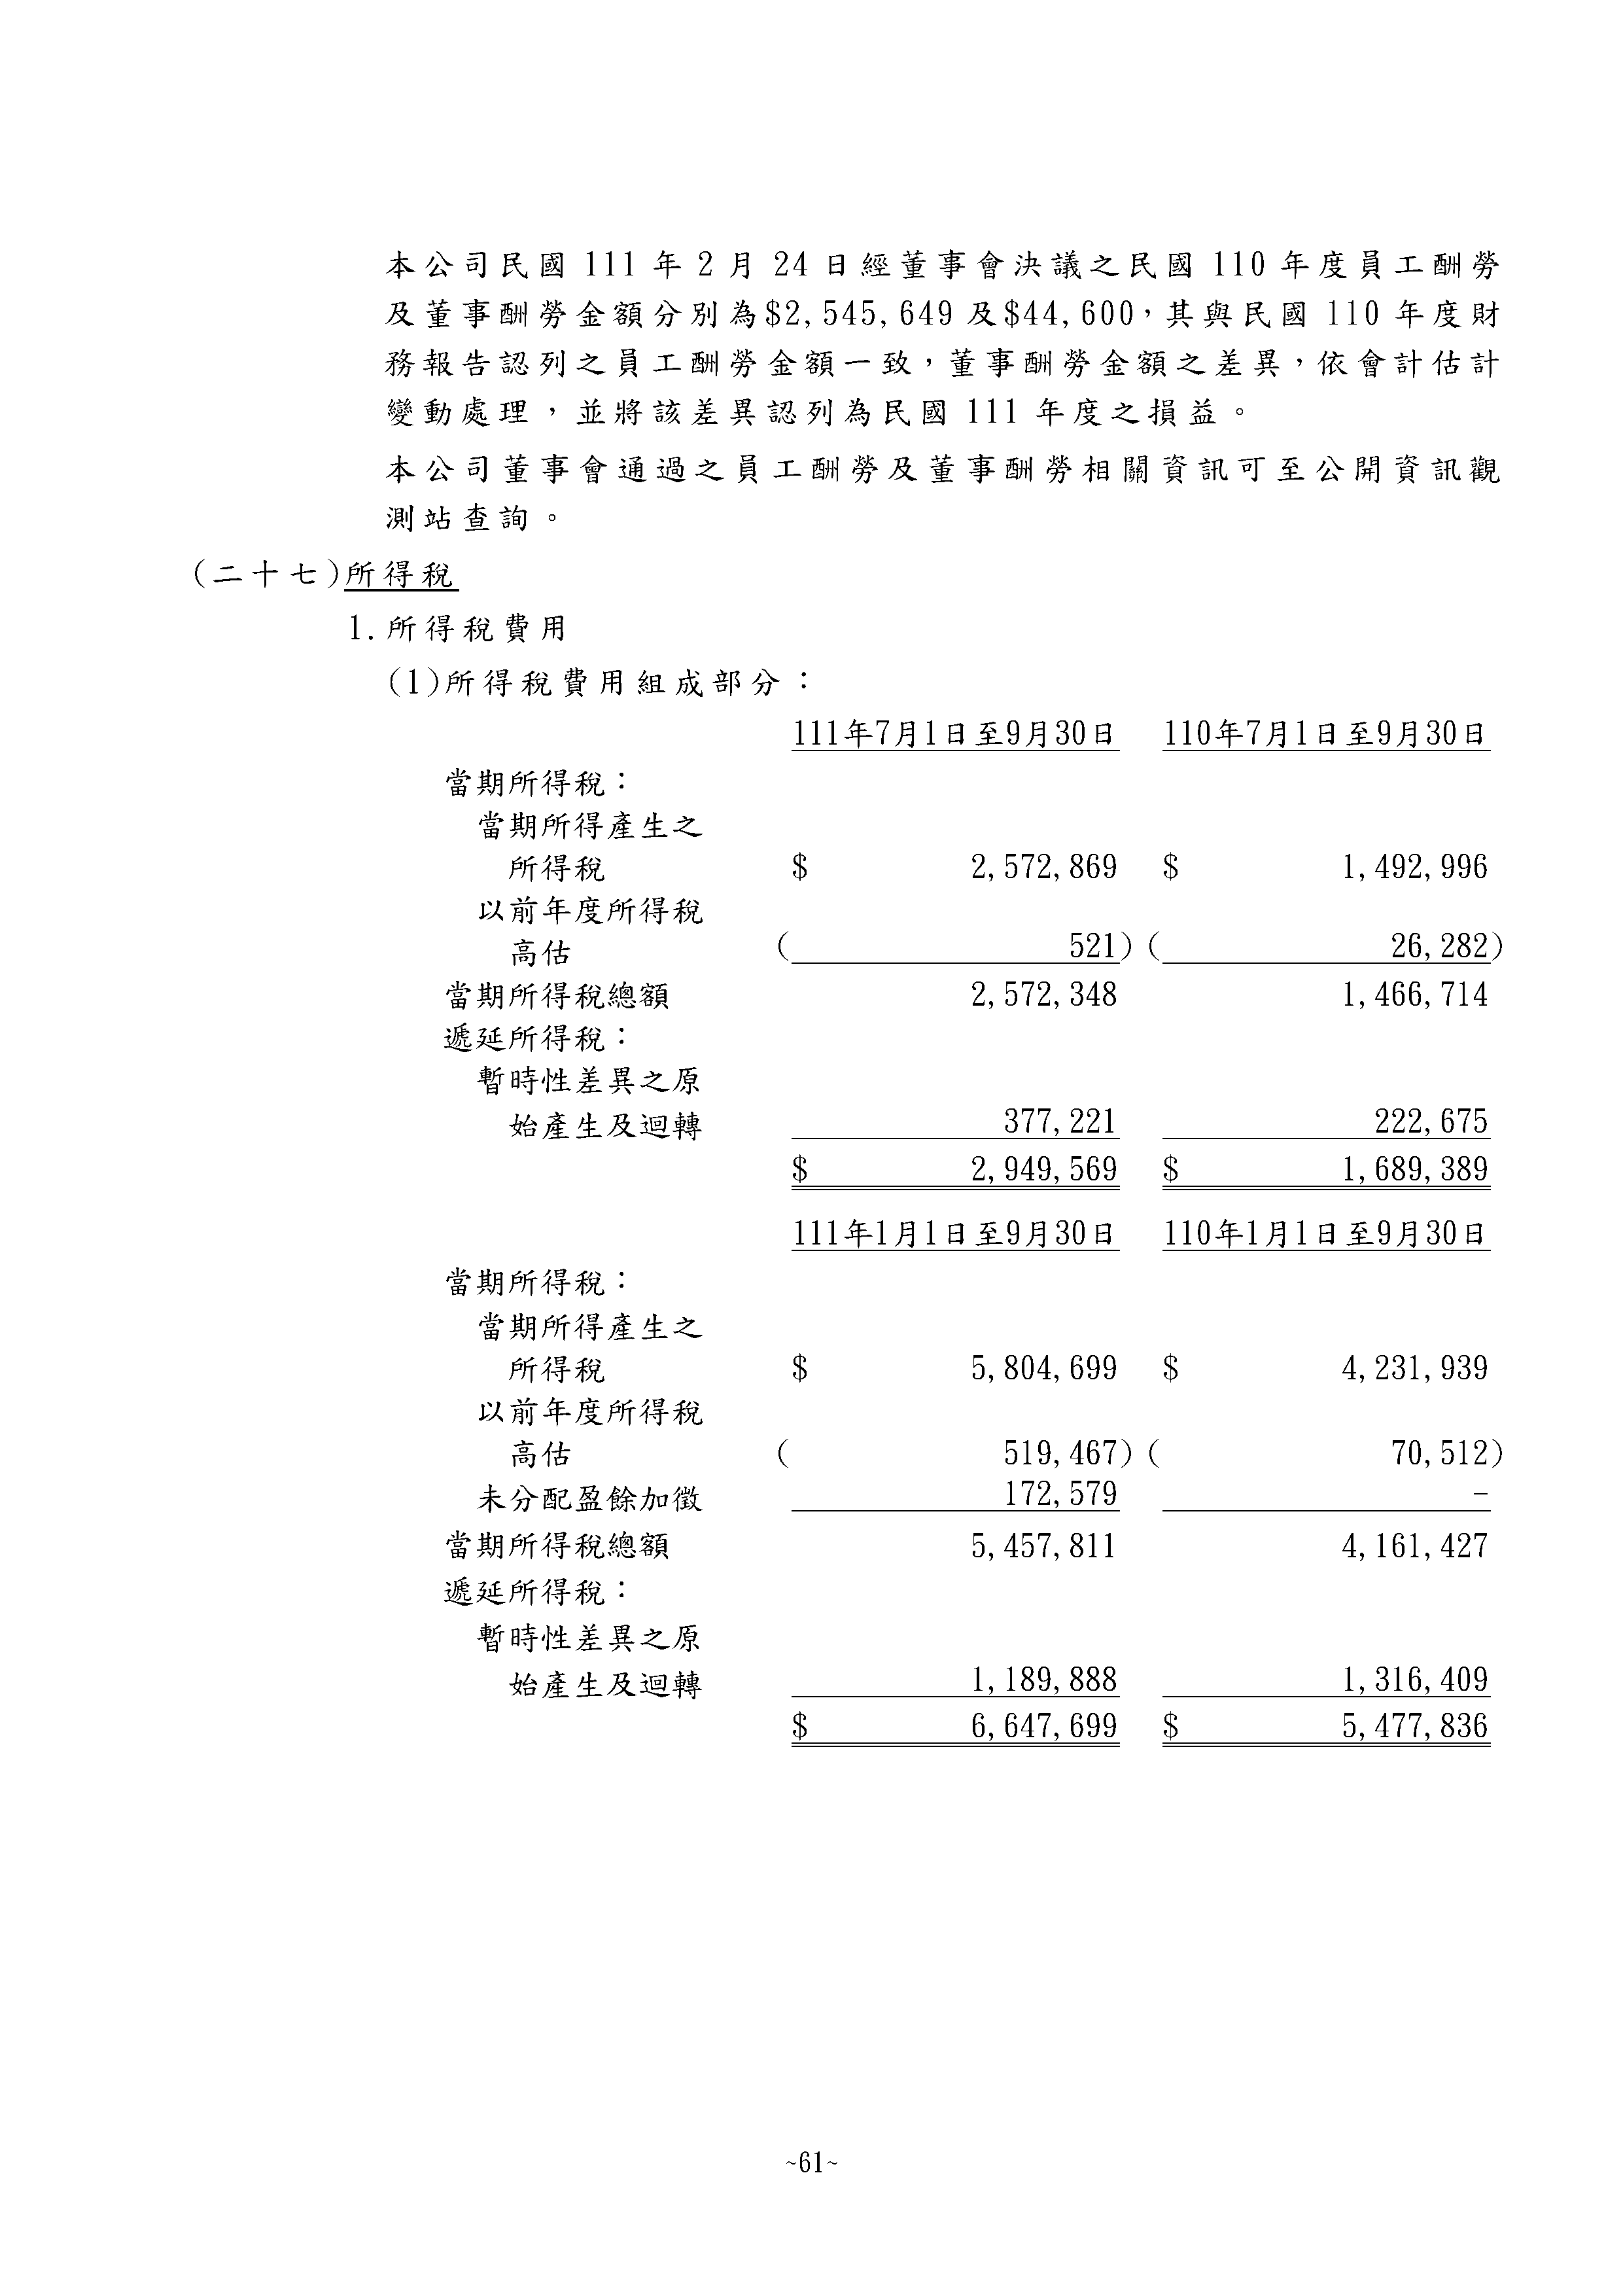 本公司民國 111 年 2 月 24 日經董事會決議之民國 110 年度員工酬勞
及董事酬勞金額分別為$2,545,649 及$44,600，其與民國 110 年度財
務報告認列之員工酬勞金額一致，董事酬勞金額之差異，依會計估計
變動處理，並將該差異認列為民國 111 年度之損益。
本公司董事會通過之員工酬勞及董事酬勞相關資訊可至公開資訊觀
測站查詢。
(二十七)所得稅
1.所得稅費用
(1)所得稅費用組成部分：
111年7月1日至9月30日 110年7月1日至9月30日
當期所得稅：
當期所得產生之
所得稅 $ 2,572,869 $ 1,492,996
以前年度所得稅
高估 ( 521) ( 26,282)
當期所得稅總額 2,572,348 1,466,714
遞延所得稅：
暫時性差異之原
始產生及迴轉 377,221 222,675
$ 2,949,569 $ 1,689,389
111年1月1日至9月30日 110年1月1日至9月30日
當期所得稅：
當期所得產生之
所得稅 $ 5,804,699 $ 4,231,939
以前年度所得稅
高估 ( 519,467) ( 70,512)
未分配盈餘加徵 172,579 -
當期所得稅總額 5,457,811 4,161,427
遞延所得稅：
暫時性差異之原
始產生及迴轉 1,189,888 1,316,409
$ 6,647,699 $ 5,477,836
~61~